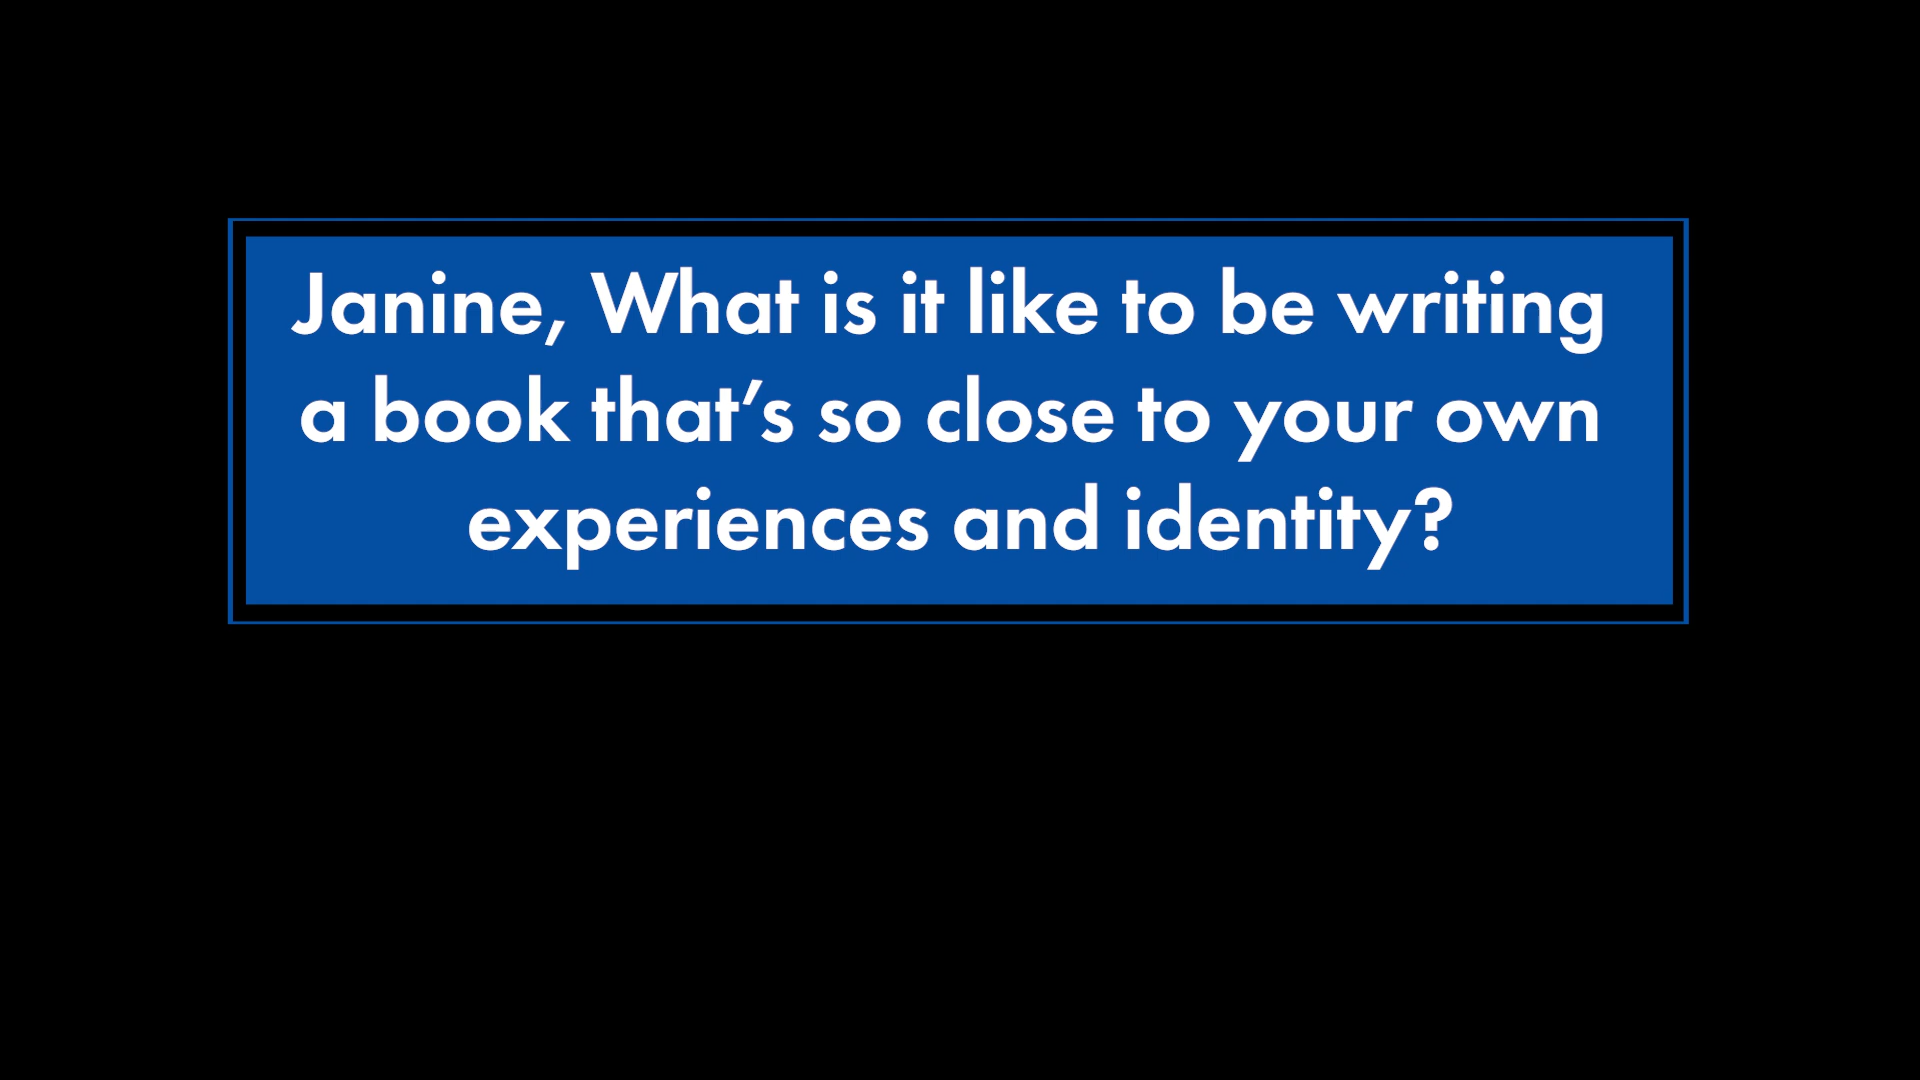 Janine, What is it like to be writing
a book that’s so close to your own
experiences and identity?